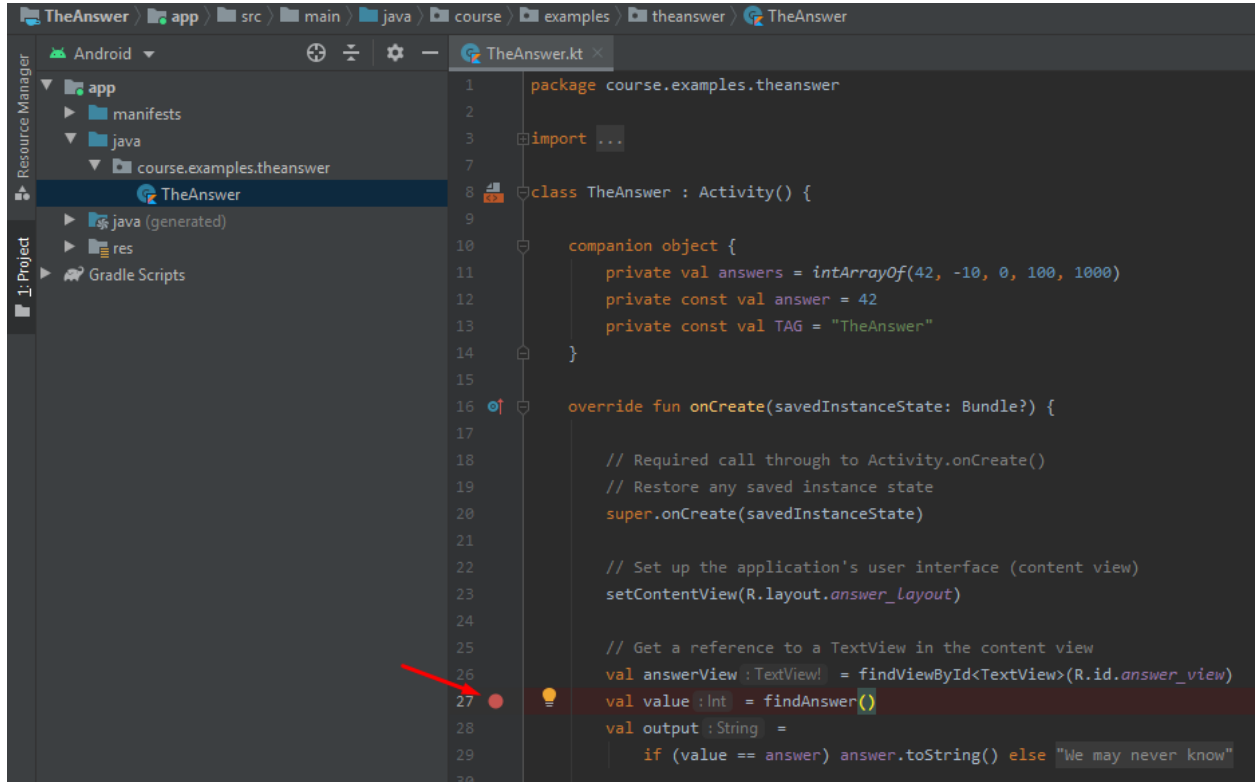 TheAnswer app src main java course examples theanswer TheAnswer
Android
TheAnswer.kt
Resource Manager
1: Project
app
manifests
java
course.examples.theanswer
TheAnswer
java (generated)
res
Gradle Scripts
1 package course.examples.theanswer
2
3 import ...
7
8 class TheAnswer : Activity() {
9
10 companion object {
11 private val answers = intArrayOf(42, -10, 0, 100, 1000)
12 private const val answer = 42
13 private const val TAG = "TheAnswer"
14 }
15
16 override fun onCreate(savedInstanceState: Bundle?) {
17
18 // Required call through to Activity.onCreate()
19 // Restore any saved instance state
20 super.onCreate(savedInstanceState)
21
22 // Set up the application's user interface (content view)
23 setContentView(R.layout.answer_layout)
24
25 // Get a reference to a TextView in the content view
26 val answerView : TextView! = findViewById<TextView>(R.id.answer_view)
27 val value : Int = findAnswer()
28 val output : String =
29 if (value == answer) answer.toString() else "We may never know"
30